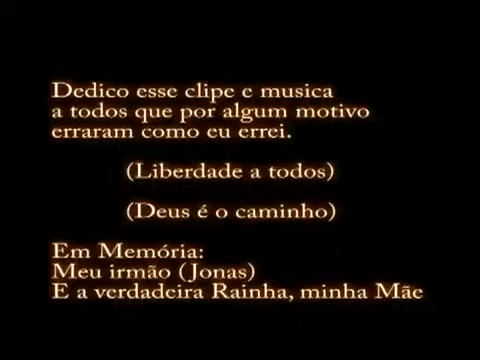 Dedico esse clipe e musica
a todos que por algum motivo
erraram como eu errei.
(Liberdade a todos)
(Deus é o caminho)
Em Memória:
Meu irmão (Jonas)
E a verdadeira Rainha, minha Mãe